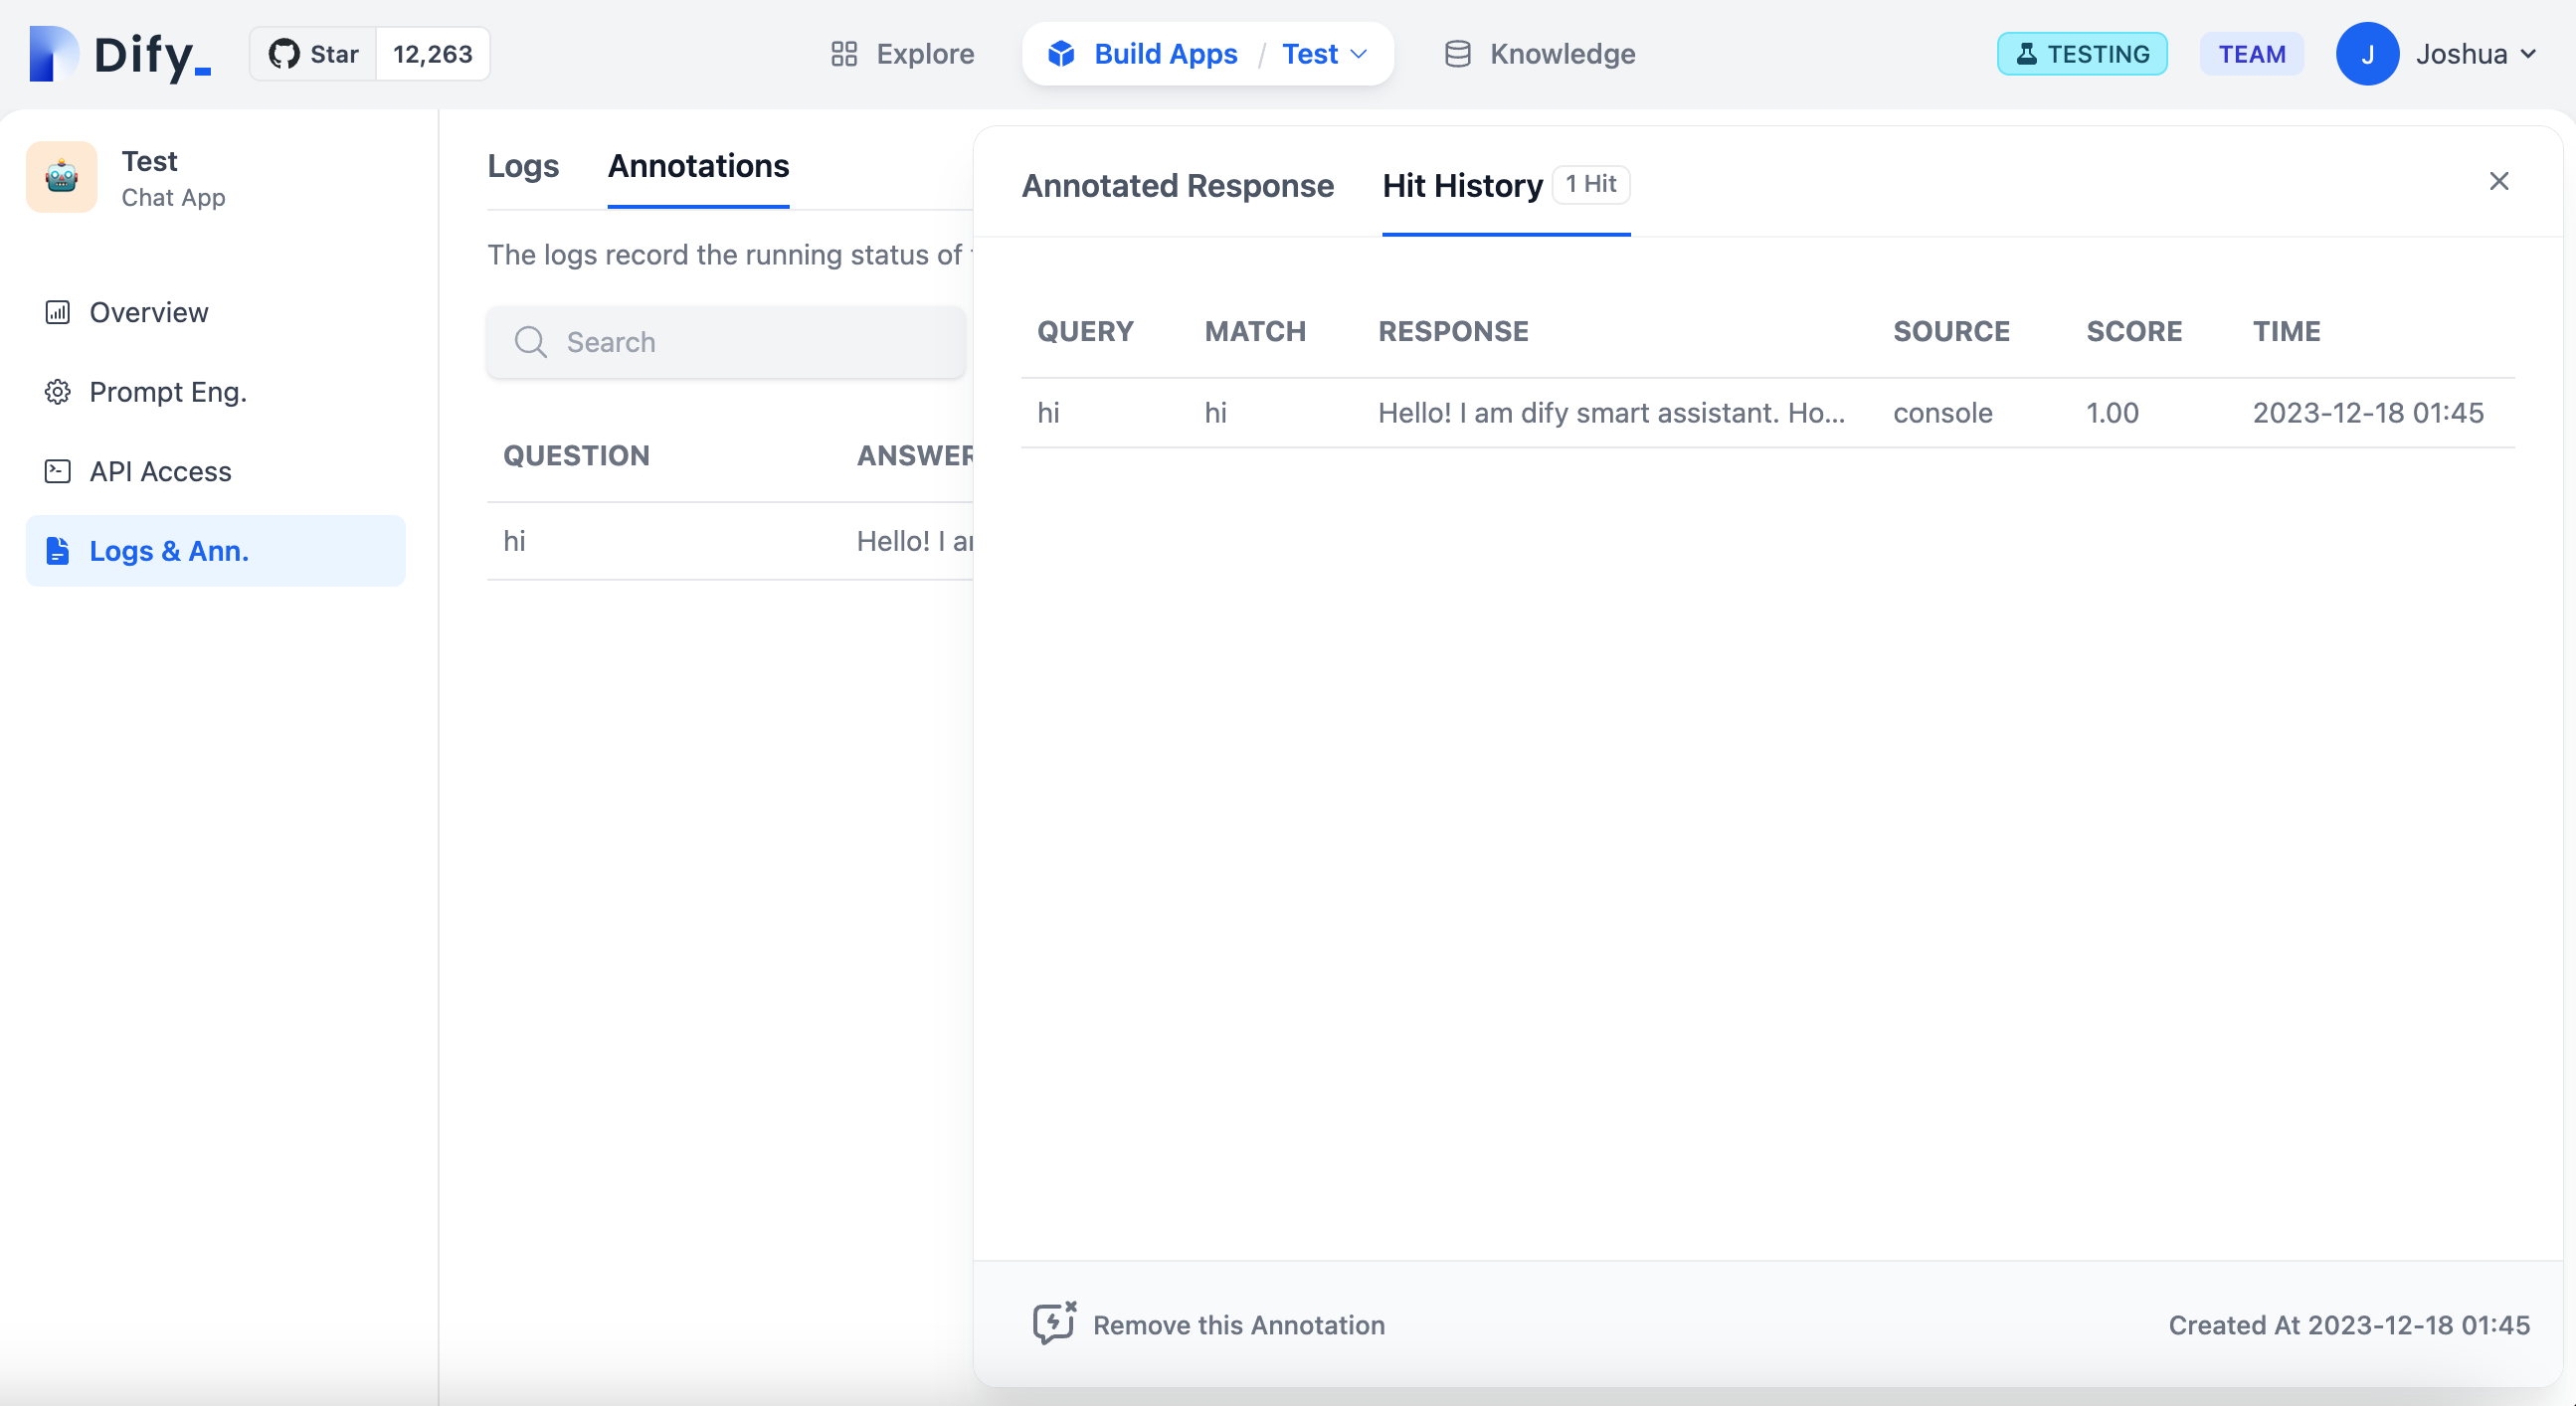 Dify_ Star 12,263 Explore Build Apps / Test Knowledge TESTING TEAM J Joshua
Test
Chat App
Overview
Prompt Eng.
API Access
Logs & Ann.
Logs Annotations
The logs record the running status of
Search
QUESTION ANSWER
hi Hello! I am
Annotated Response Hit History 1 Hit
QUERY MATCH RESPONSE SOURCE SCORE TIME
hi hi Hello! I am dify smart assistant. Ho... console 1.00 2023-12-18 01:45
Remove this Annotation Created At 2023-12-18 01:45